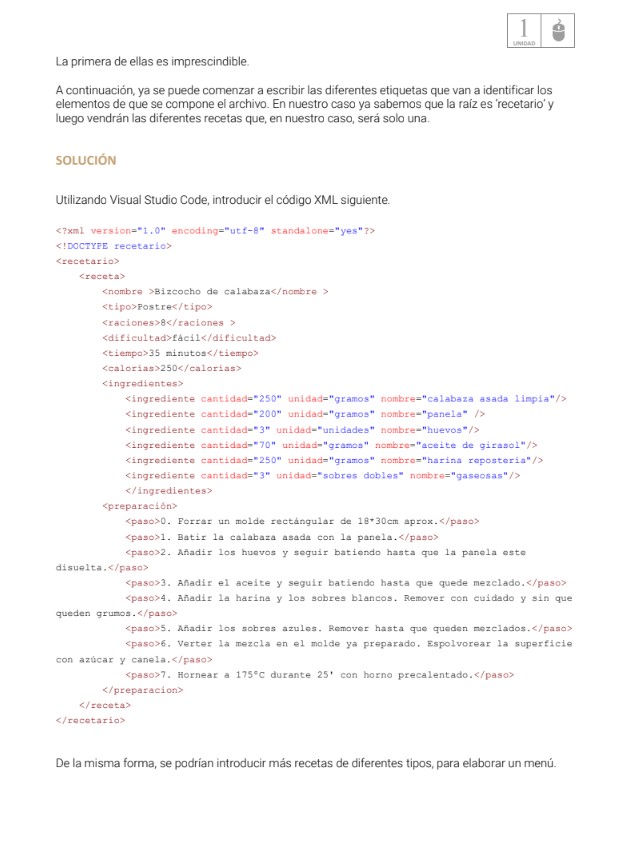 1
UNIDAD
La primera de ellas es imprescindible.
A continuación, ya se puede comenzar a escribir las diferentes etiquetas que van a identificar los
elementos de que se compone el archivo. En nuestro caso ya sabemos que la raíz es 'recetario' y
luego vendrán las diferentes recetas que, en nuestro caso, será solo una.
SOLUCIÓN
Utilizando Visual Studio Code, introducir el código XML siguiente.
<?xml version="1.0" encoding="utf-8" standalone="yes"?>
<!DOCTYPE recetario>
<recetario>
<receta>
<nombre >Bizcocho de calabaza</nombre >
<tipo>Postre</tipo>
<raciones>8</raciones >
<dificultad>fácil</dificultad>
<tiempo>35 minutos</tiempo>
<calorias>250</calorias>
<ingredientes>
<ingrediente cantidad="250" unidad="gramos" nombre="calabaza asada limpia"/>
<ingrediente cantidad="200" unidad="gramos" nombre="panela" />
<ingrediente cantidad="3" unidad="unidades" nombre="huevos"/>
<ingrediente cantidad="70" unidad="gramos" nombre="aceite de girasol"/>
<ingrediente cantidad="250" unidad="gramos" nombre="harina reposteria"/>
<ingrediente cantidad="3" unidad="sobres dobles" nombre="gaseosas"/>
</ingredientes>
<preparación>
<paso>0. Forrar un molde rectángular de 18*30cm aprox.</paso>
<paso>1. Batir la calabaza asada con la panela.</paso>
<paso>2. Añadir los huevos y seguir batiendo hasta que la panela este
disuelta.</paso>
<paso>3. Añadir el aceite y seguir batiendo hasta que quede mezclado.</paso>
<paso>4. Añadir la harina y los sobres blancos. Remover con cuidado y sin que
queden grumos.</paso>
<paso>5. Añadir los sobres azules. Remover hasta que queden mezclados.</paso>
<paso>6. Verter la mezcla en el molde ya preparado. Espolvorear la superficie
con azúcar y canela.</paso>
<paso>7. Hornear a 175ºC durante 25' con horno precalentado.</paso>
</preparacion>
</receta>
</recetario>
De la misma forma, se podrían introducir más recetas de diferentes tipos, para elaborar un menú.